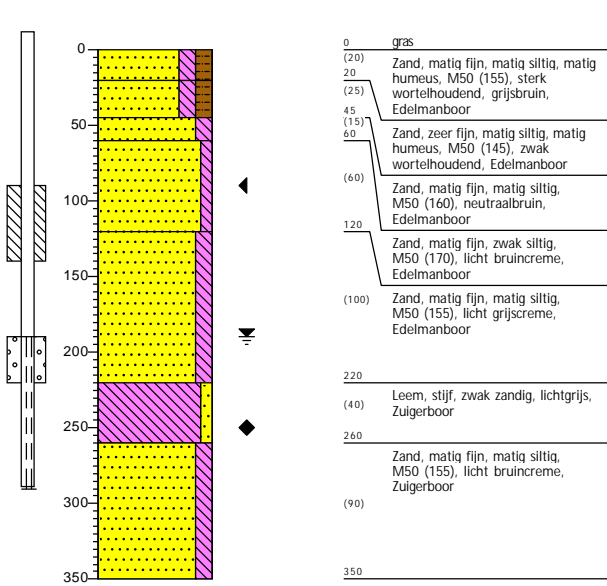 0
50
100
150
200
250
300
350
0
gras
(20)
Zand, matig fijn, matig siltig, matig
humeus, M50 (155), sterk
wortelhoudend, grijsbruin,
Edelmanboor
20
(25)
Zand, zeer fijn, matig siltig, matig
humeus, M50 (145), zwak
wortelhoudend, Edelmanboor
45
(15)
Zand, matig fijn, matig siltig,
M50 (160), neutraalbruin,
Edelmanboor
60
(60)
Zand, matig fijn, zwak siltig,
M50 (170), licht bruincreme,
Edelmanboor
120
(100)
Zand, matig fijn, matig siltig,
M50 (155), licht grijscreme,
Edelmanboor
220
(40)
Leem, stijf, zwak zandig, lichtgrijs,
Zuigerboor
260
Zand, matig fijn, matig siltig,
M50 (155), licht bruincreme,
Zuigerboor
(90)
350